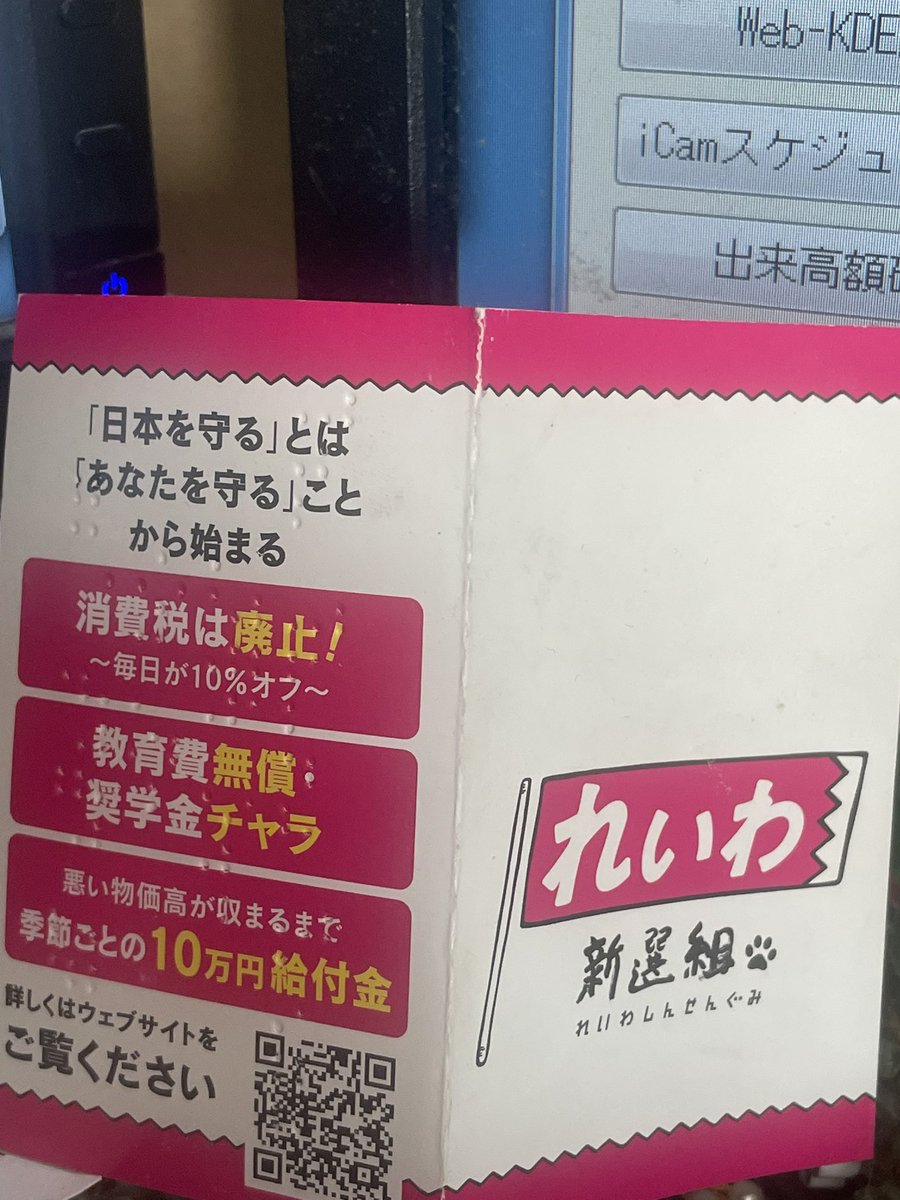 Web-KDE
iCamスケジュ
出来高額
「日本を守る」とは
「あなたを守る」こと
から始まる
消費税は廃止!
～毎日が10%オフ～
教育費無償・
奨学金チャラ
悪い物価高が収まるまで
季節ごとの10万円給付金
詳しくはウェブサイトを
ご覧ください
れいわ
新選組
れいわしんせんぐみ